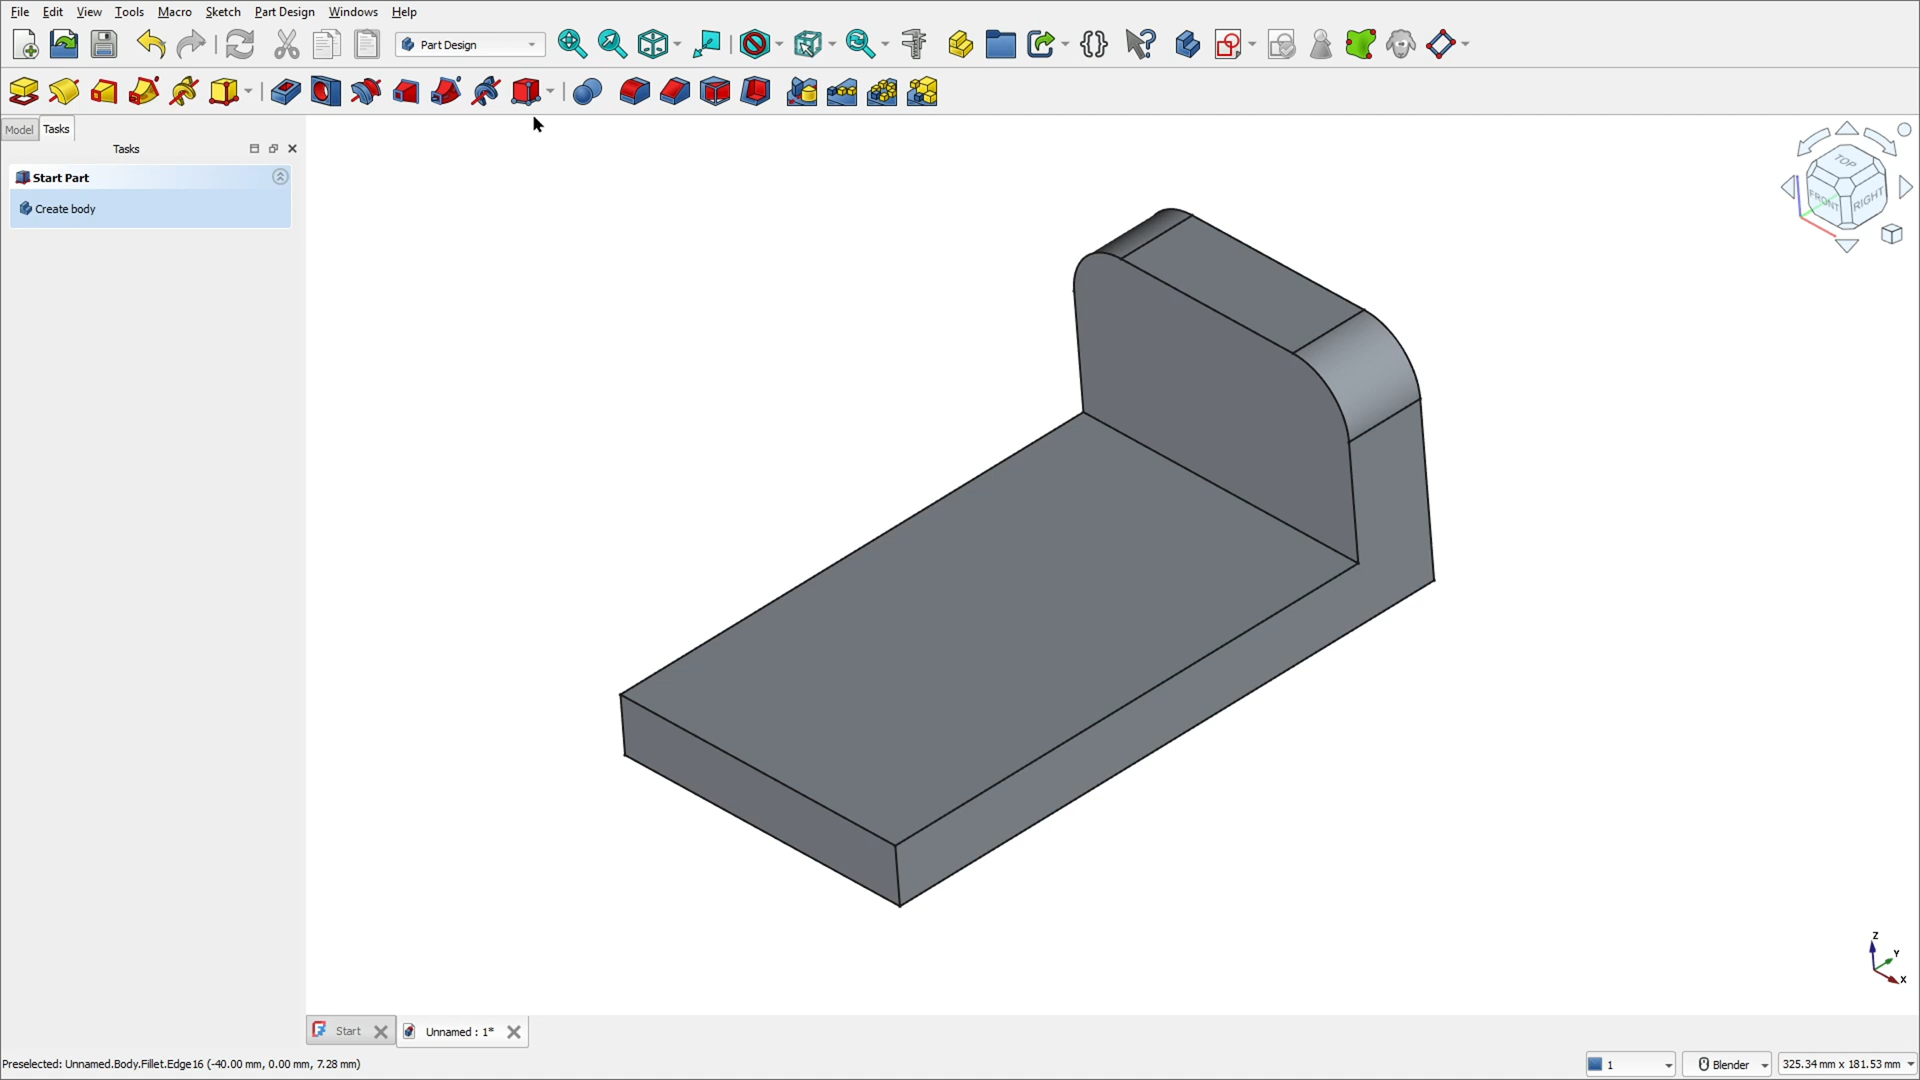 File Edit View Tools Macro Sketch Part Design Windows Help
Part Design
Model Tasks
Tasks
Start Part
Create body
TOP
FRONT
RIGHT
Z
Y
X
Start
Unnamed : 1*
Preselected: Unnamed.Body.Fillet.Edge16 (-40.00 mm, 0.00 mm, 7.28 mm)
1
Blender
325.34 mm x 181.53 mm